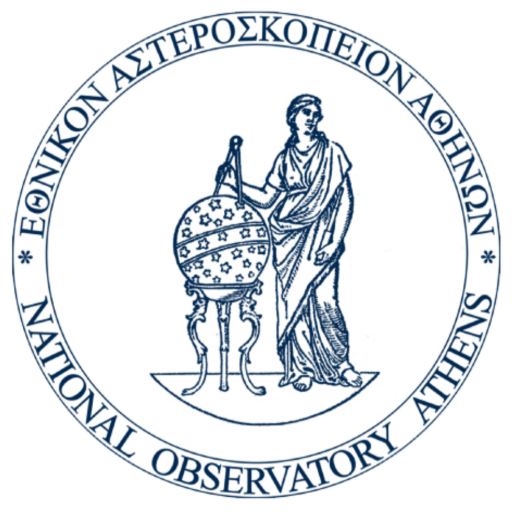 * ΕΘΝΙΚΟΝ ΑΣΤΕΡΟΣΚΟΠΕΙΟΝ ΑΘΗΝΩΝ *
NATIONAL OBSERVATORY ATHENS